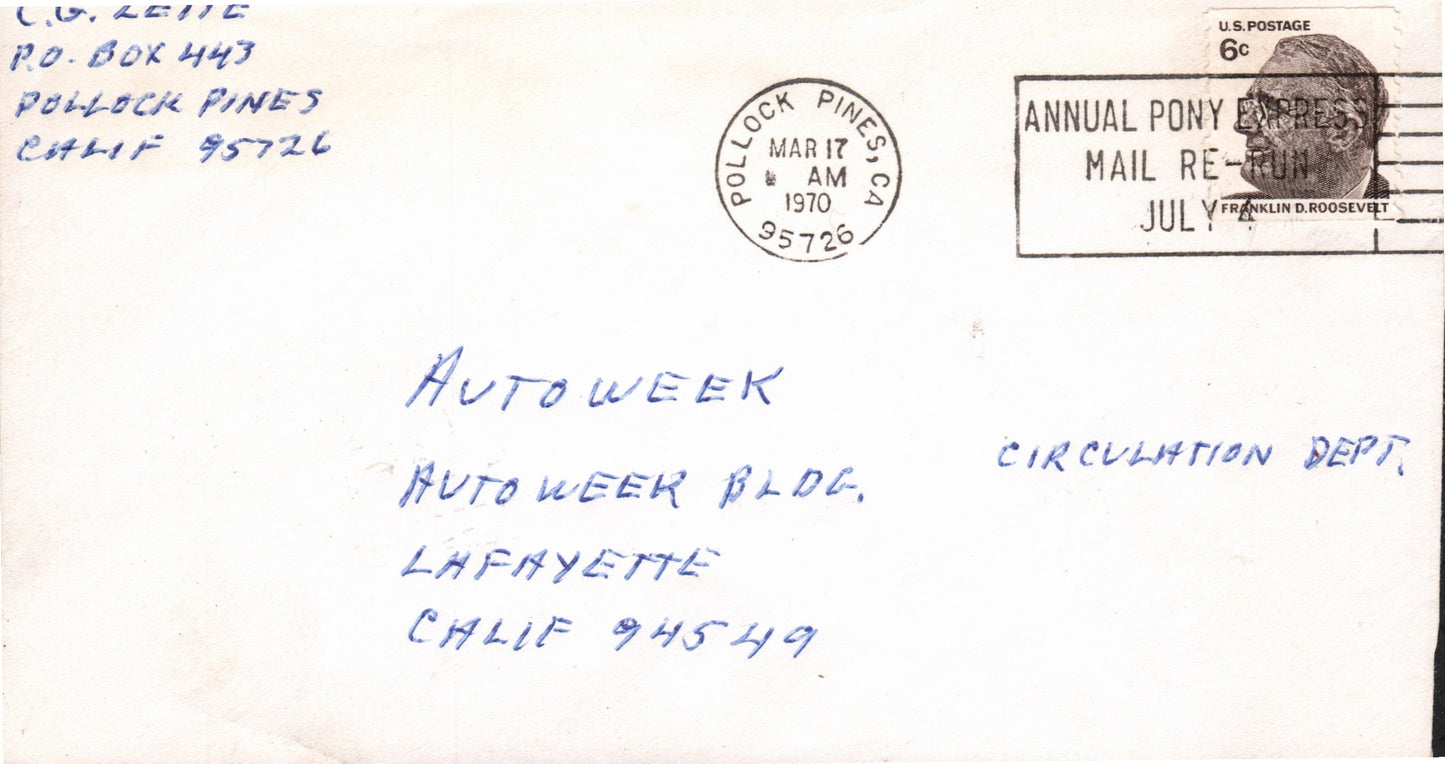 P.O. BOX 443
POLLOCK PINES
CALIF 95726
POLLOCK PINES, CA
MAR 17
AM
1970
95726
U.S. POSTAGE
6c
FRANKLIN D. ROOSEVELT
ANNUAL PONY EXPRESS
MAIL RE-RUN
JULY 4
AUTOWEEK
AUTOWEEK BLDG.
CIRCULATION DEPT.
LAFAYETTE
CALIF 94549